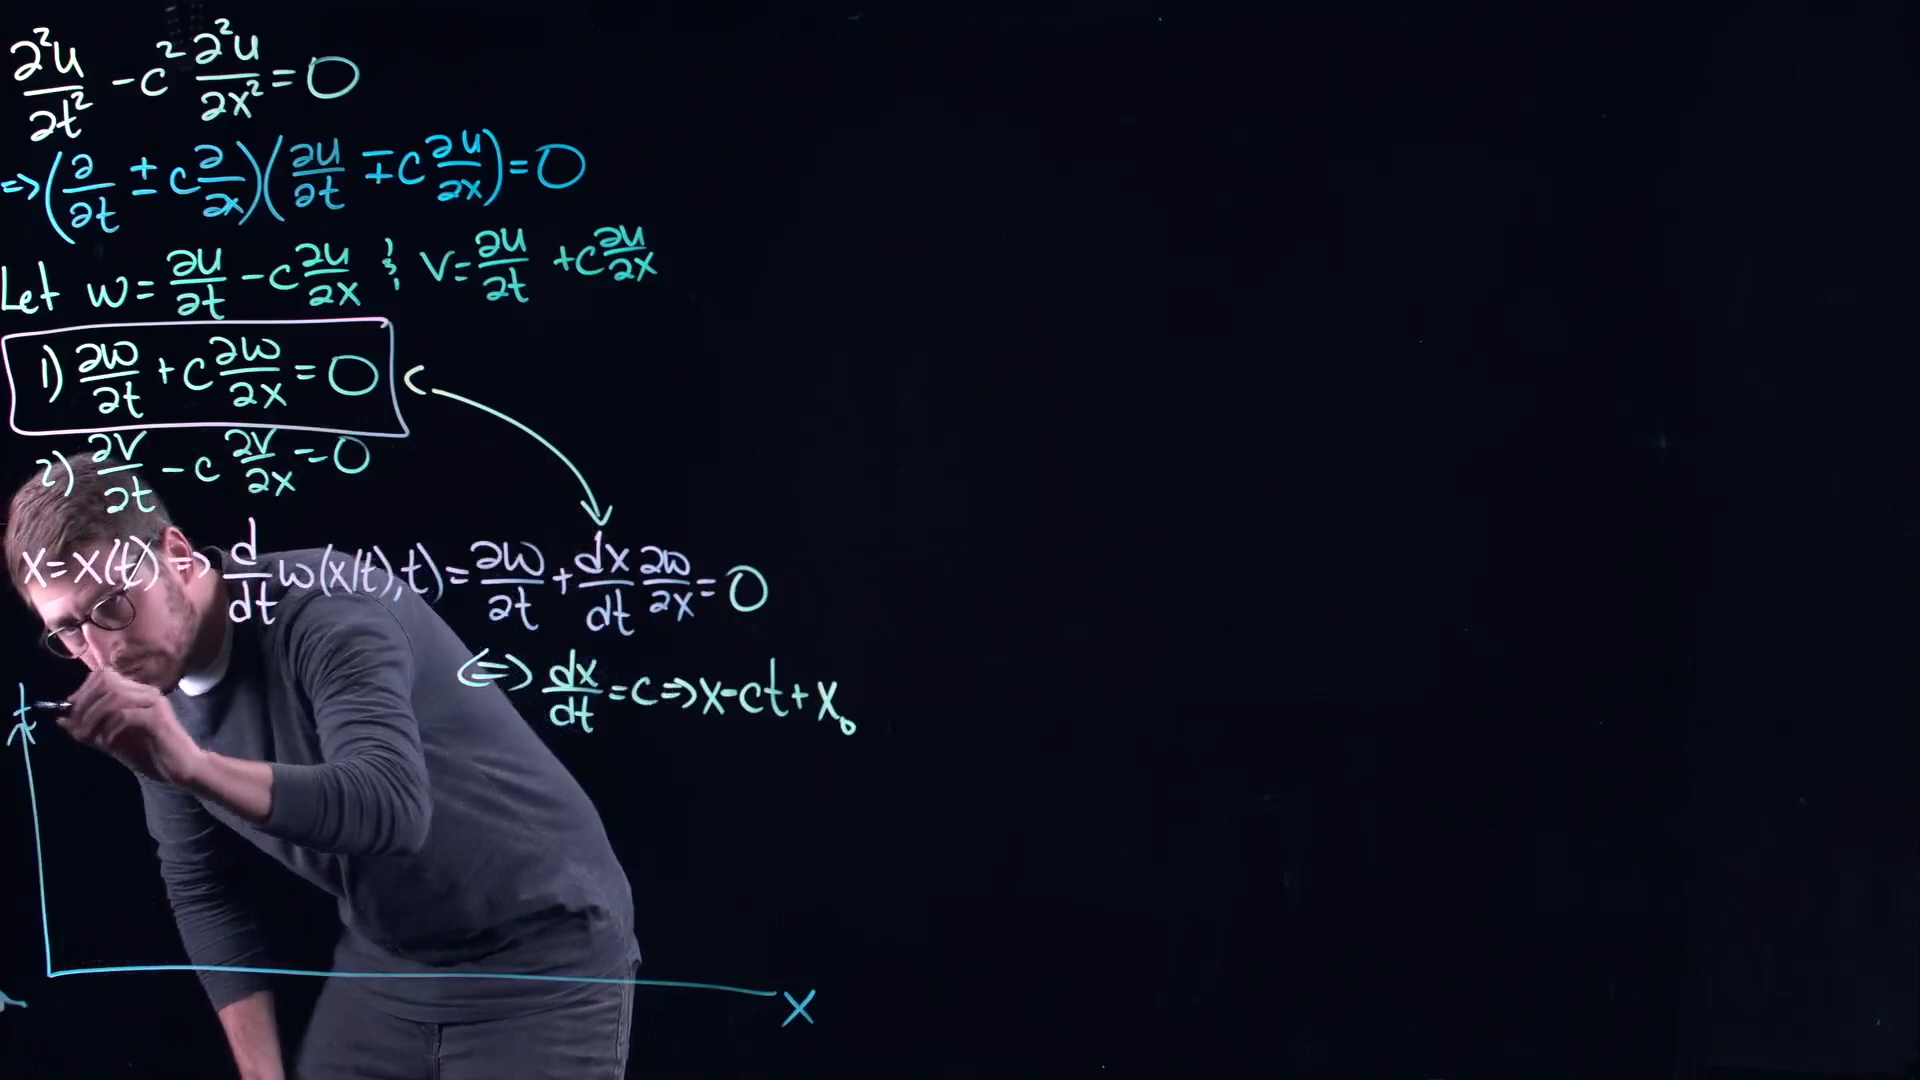 ∂²u/∂t² - c² ∂²u/∂x² = 0
=> (∂/∂t ± c ∂/∂x)(∂u/∂t ∓ c ∂u/∂x) = 0
Let w = ∂u/∂t - c ∂u/∂x & v = ∂u/∂t + c ∂u/∂x
1) ∂w/∂t + c ∂w/∂x = 0
2) ∂v/∂t - c ∂v/∂x = 0
x = x(t) => d/dt w(x(t), t) = ∂w/∂t + dx/dt ∂w/∂x = 0
<=> dx/dt = c => x - ct + x₀
t
x